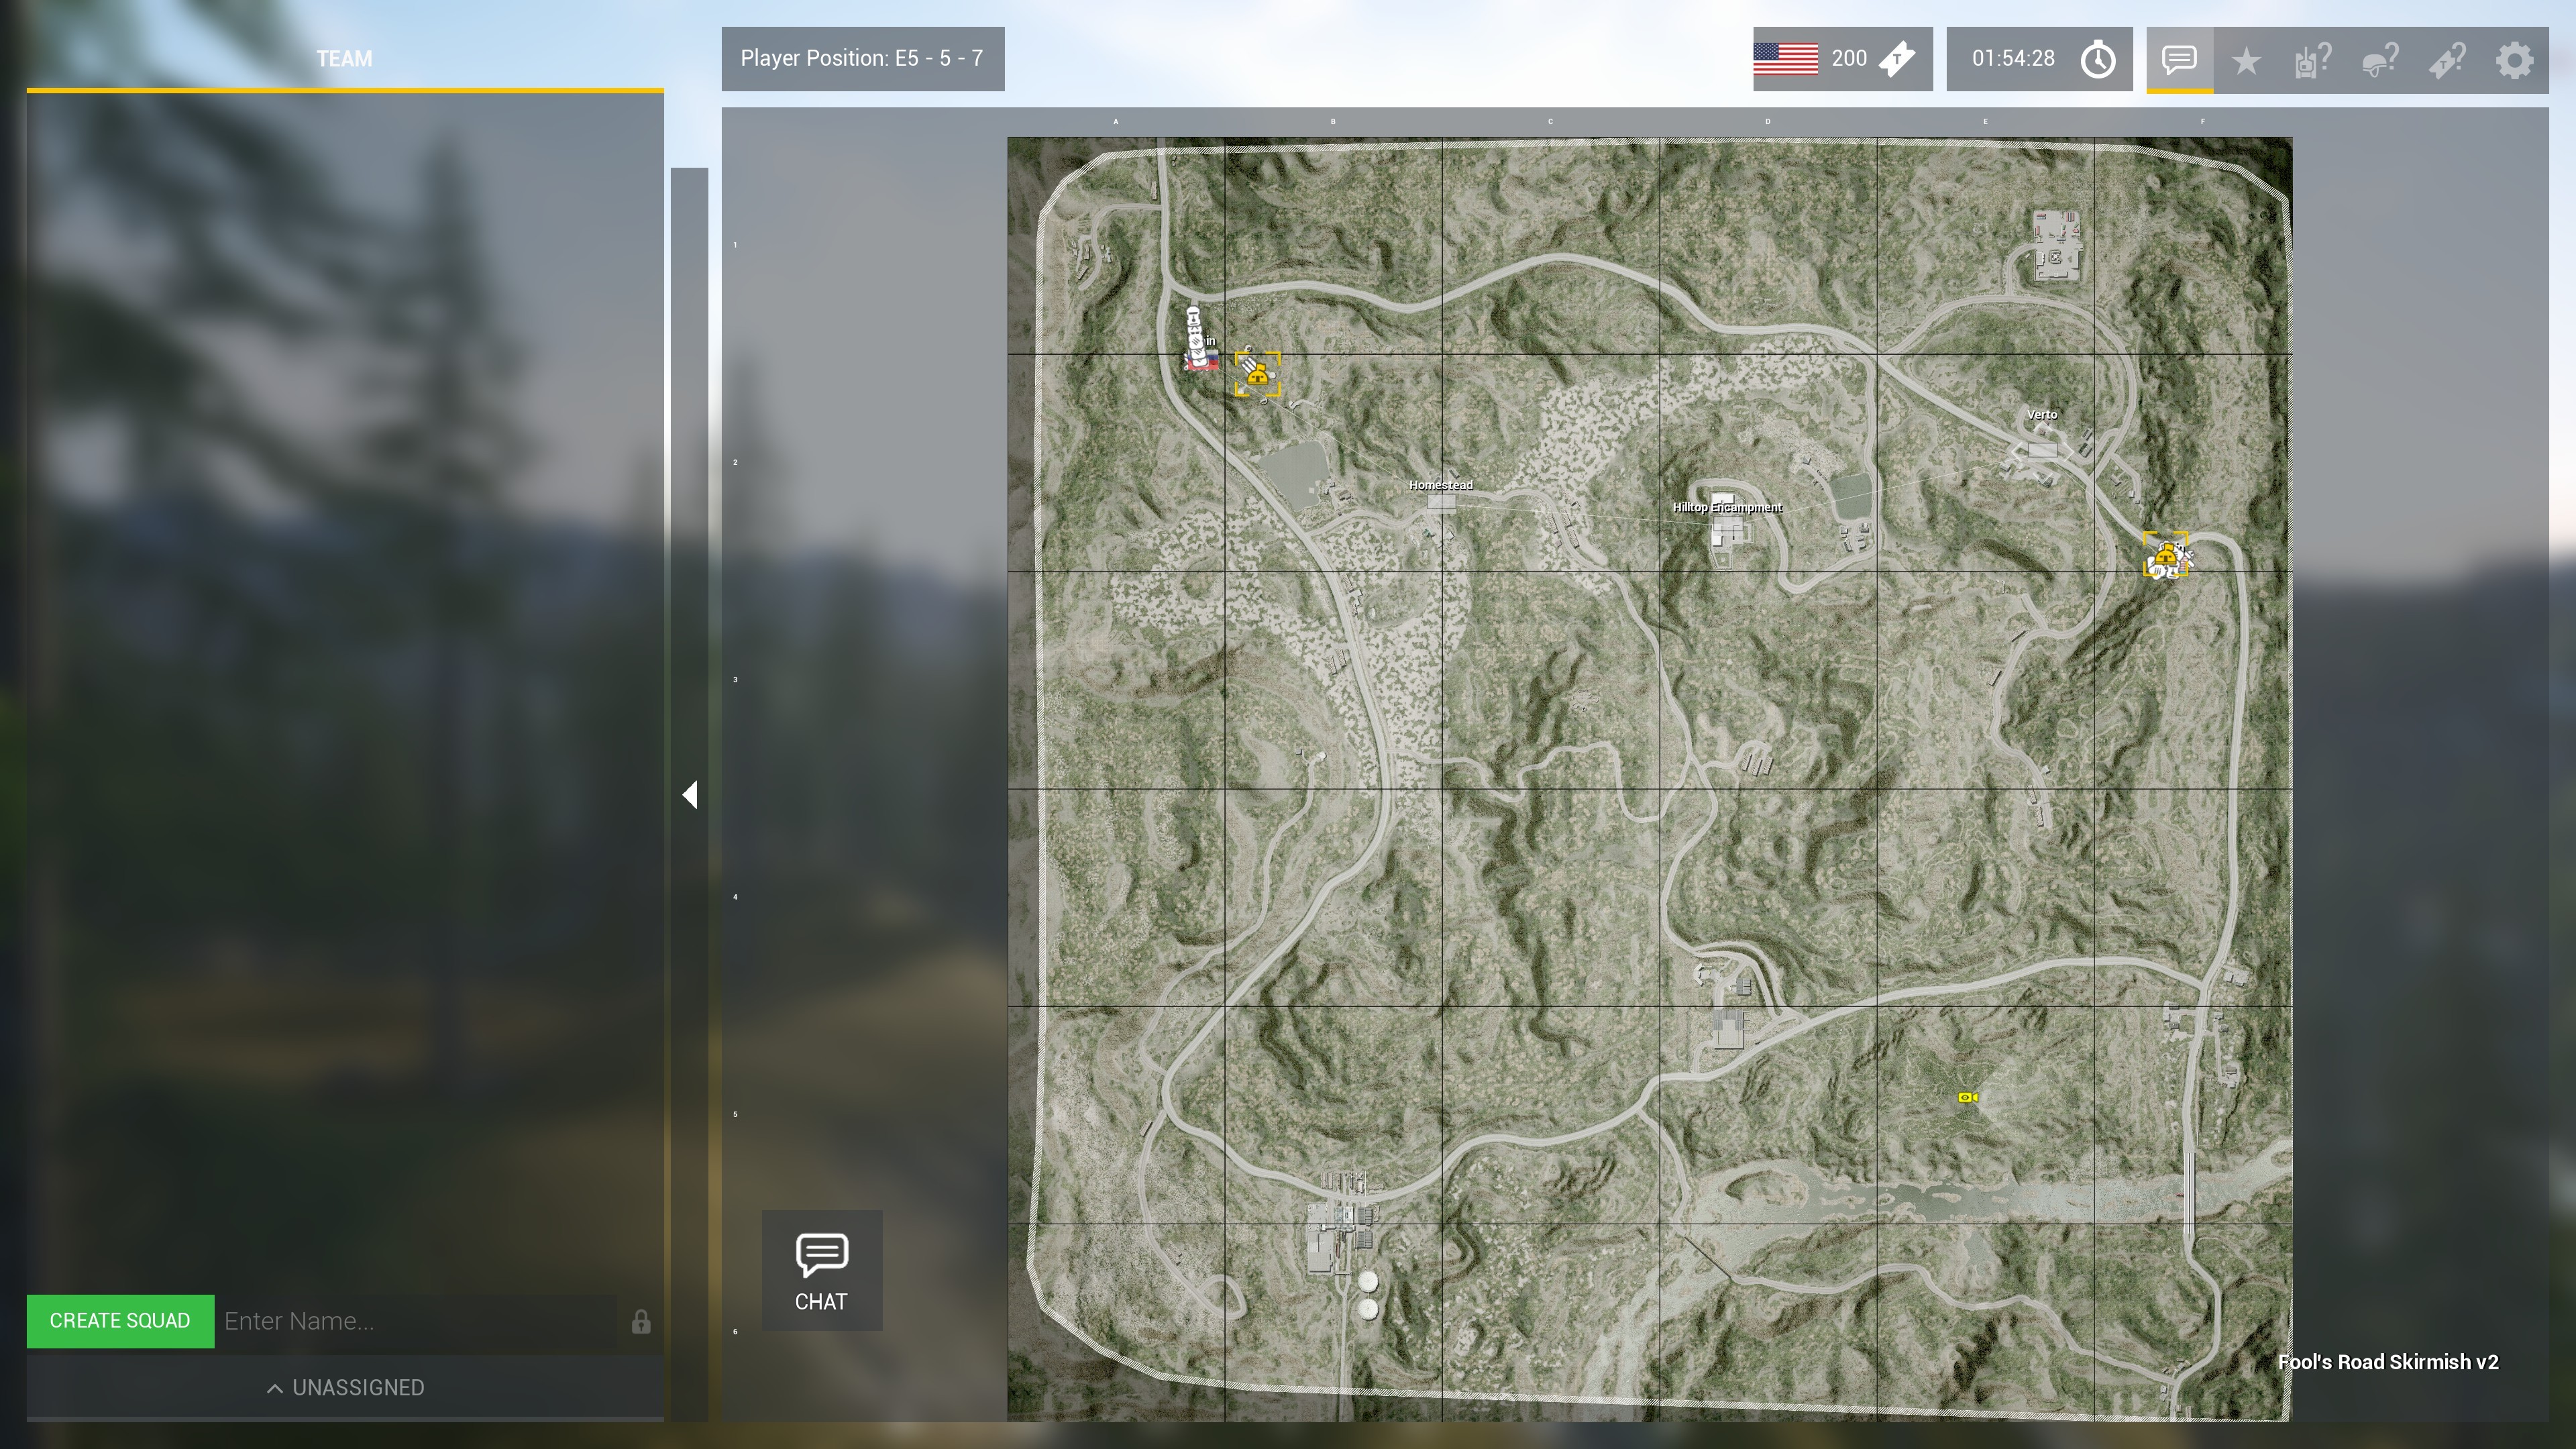 TEAM
Player Position: E5 - 5 - 7
200
T
01:54:28
A
B
C
D
E
F
1
2
3
4
5
6
Verto
Homestead
Hilltop Encampment
CHAT
CREATE SQUAD
Enter Name...
UNASSIGNED
Fool's Road Skirmish v2